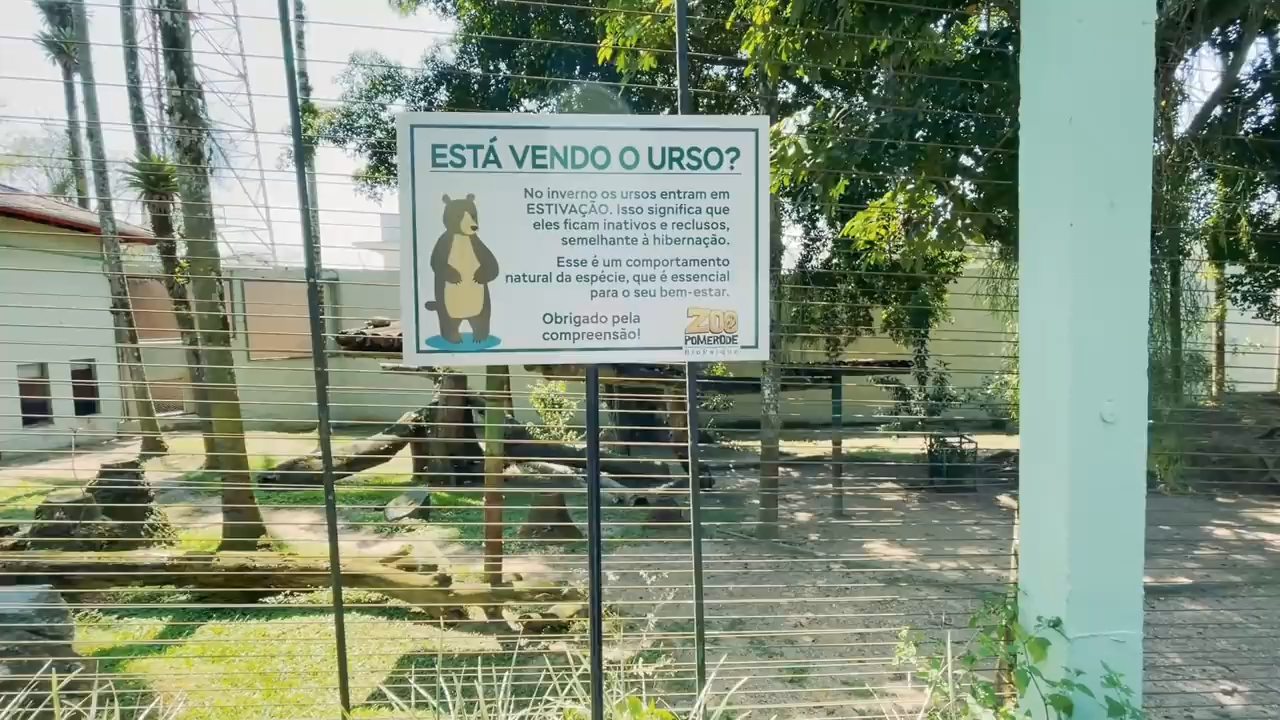 ESTÁ VENDO O URSO?
No inverno os ursos entram em
ESTIVAÇÃO. Isso significa que
eles ficam inativos e reclusos,
semelhante à hibernação.
Esse é um comportamento
natural da espécie, que é essencial
para o seu bem-estar.
Obrigado pela
compreensão!
ZOO
POMERODE
BioParque